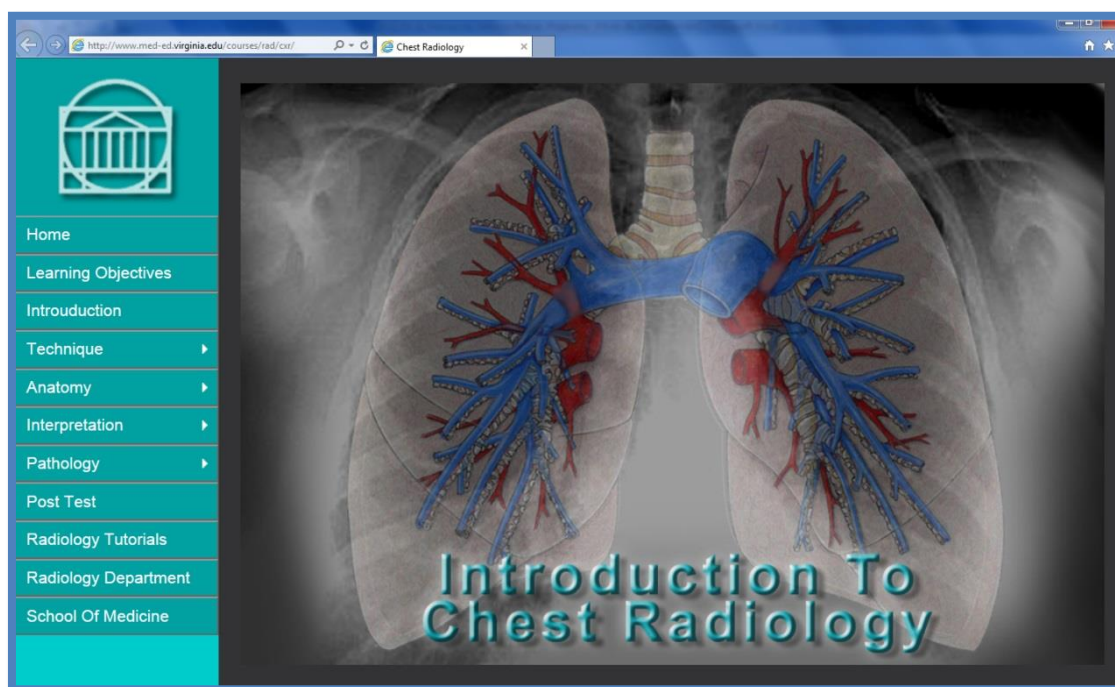 http://www.med-ed.virginia.edu/courses/rad/cxr/
Chest Radiology
Home
Learning Objectives
Introuduction
Technique
Anatomy
Interpretation
Pathology
Post Test
Radiology Tutorials
Radiology Department
School Of Medicine
Introduction To
Chest Radiology